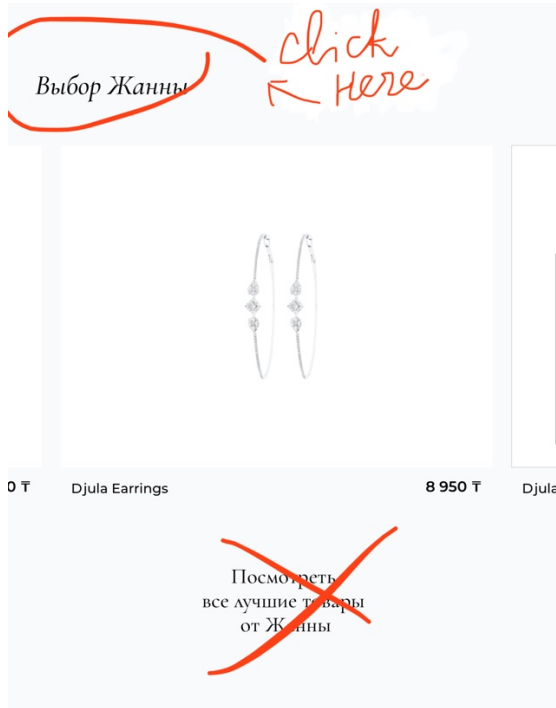 click
Выбор Жанны
Here
0 ₸
Djula Earrings
8 950 ₸
Djula
Посмотреть
все лучшие товары
от Жанны